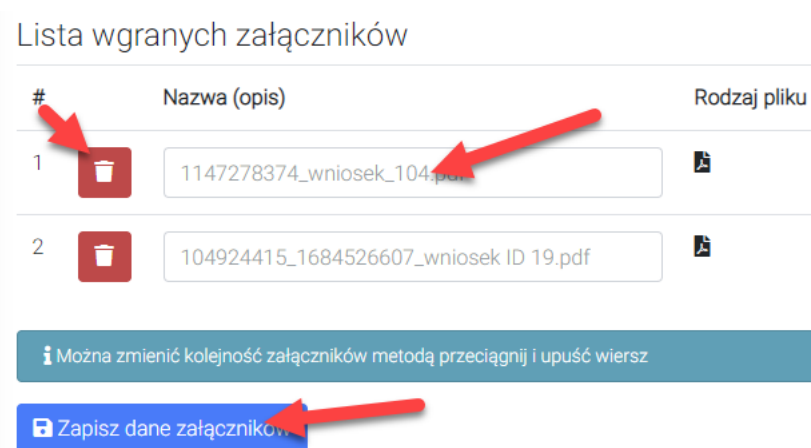 Lista wgranych załączników
# Nazwa (opis) Rodzaj pliku
1 1147278374_wniosek_104.pdf
2 104924415_1684526607_wniosek ID 19.pdf
Można zmienić kolejność załączników metodą przeciągnij i upuść wiersz
Zapisz dane załączników